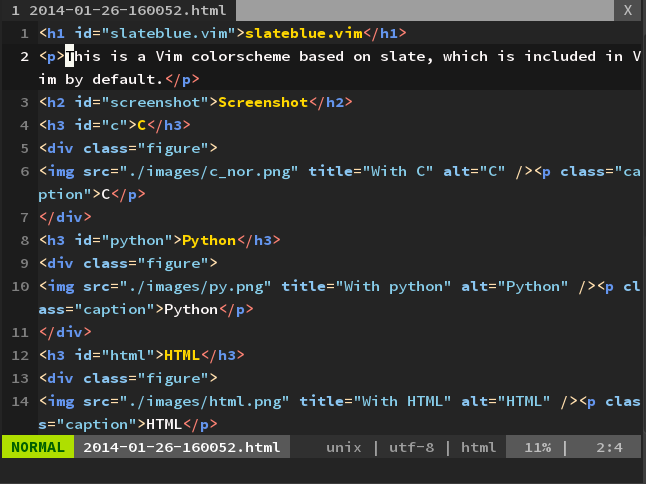 1 2014-01-26-160052.html X
1 <h1 id="slateblue.vim">slateblue.vim</h1>
2 <p>This is a Vim colorscheme based on slate, which is included in V
im by default.</p>
3 <h2 id="screenshot">Screenshot</h2>
4 <h3 id="c">C</h3>
5 <div class="figure">
6 <img src="./images/c_nor.png" title="With C" alt="C" /><p class="ca
ption">C</p>
7 </div>
8 <h3 id="python">Python</h3>
9 <div class="figure">
10 <img src="./images/py.png" title="With python" alt="Python" /><p cl
ass="caption">Python</p>
11 </div>
12 <h3 id="html">HTML</h3>
13 <div class="figure">
14 <img src="./images/html.png" title="With HTML" alt="HTML" /><p clas
s="caption">HTML</p>
NORMAL 2014-01-26-160052.html unix | utf-8 | html 11% | 2:4